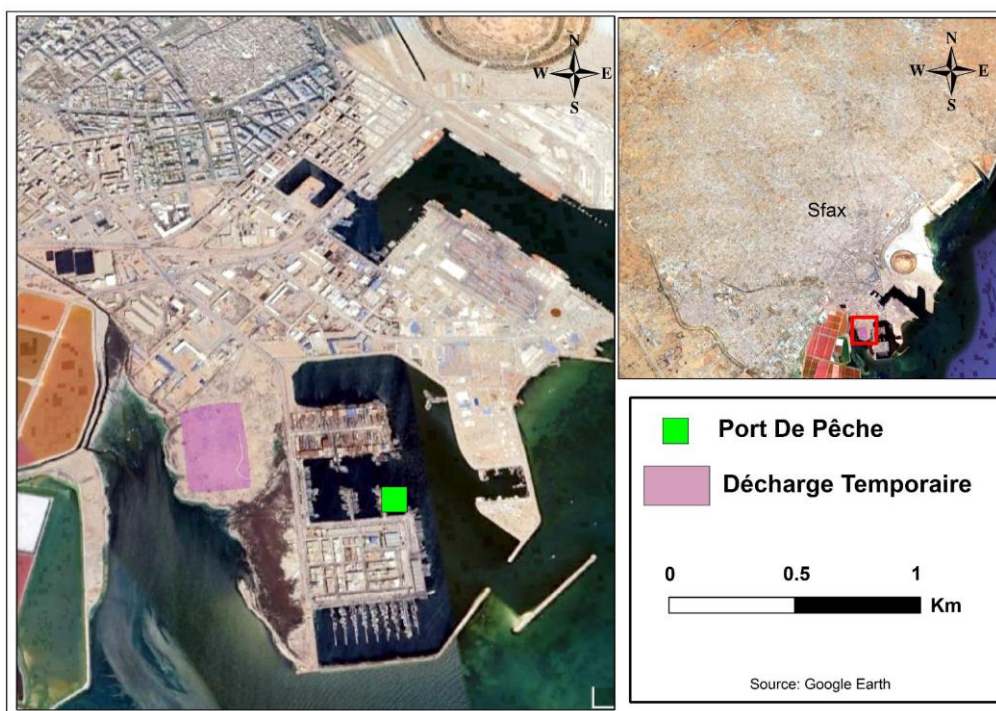 N
W E
S
N
W E
S
Sfax
Port De Pêche
Décharge Temporaire
0 0.5 1
Km
Source: Google Earth